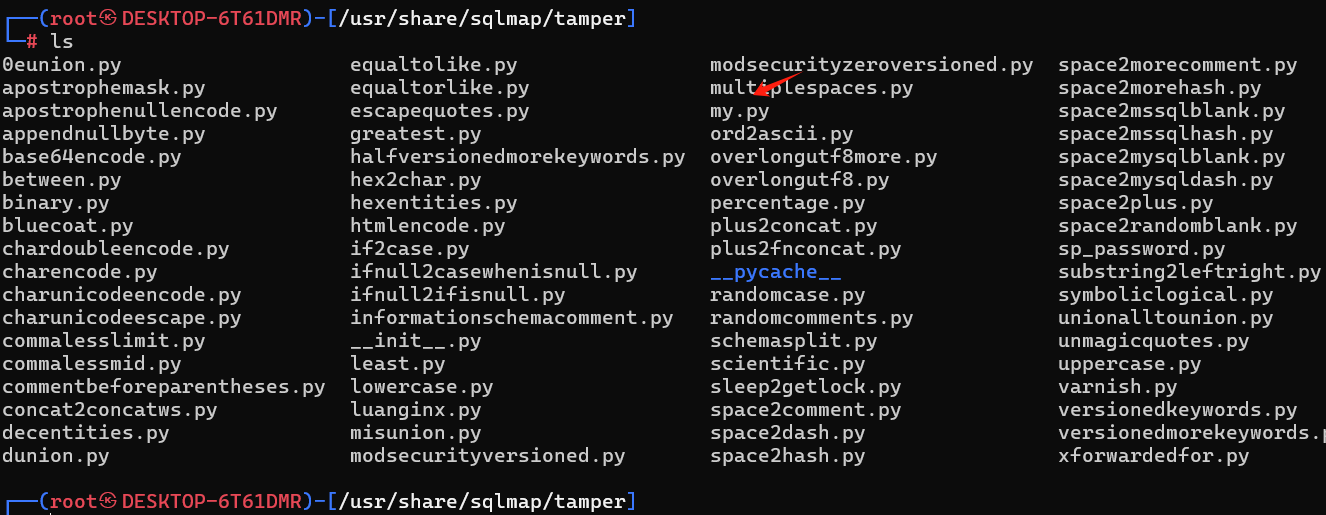 ┌──(root㉿DESKTOP-6T61DMR)-[/usr/share/sqlmap/tamper]
└─# ls
0eunion.py equaltolike.py modsecurityzeroversioned.py space2morecomment.py
apostrophemask.py equaltorlike.py multiplespaces.py space2morehash.py
apostrophenullencode.py escapequotes.py my.py space2mssqlblank.py
appendnullbyte.py greatest.py ord2ascii.py space2mssqlhash.py
base64encode.py halfversionedmorekeywords.py overlongutf8more.py space2mysqlblank.py
between.py hex2char.py overlongutf8.py space2mysqldash.py
binary.py hexentities.py percentage.py space2plus.py
bluecoat.py htmlencode.py plus2concat.py space2randomblank.py
chardoubleencode.py if2case.py plus2fnconcat.py sp_password.py
charencode.py ifnull2casewhenisnull.py __pycache__ substring2leftright.py
charunicodeencode.py ifnull2ifisnull.py randomcase.py symboliclogical.py
charunicodeescape.py informationschemacomment.py randomcomments.py unionalltounion.py
commalesslimit.py __init__.py schemasplit.py unmagicquotes.py
commalessmid.py least.py scientific.py uppercase.py
commentbeforeparentheses.py lowercase.py sleep2getlock.py varnish.py
concat2concatws.py luanginx.py space2comment.py versionedkeywords.py
decentities.py misunion.py space2dash.py versionedmorekeywords.p
dunion.py modsecurityversioned.py space2hash.py xforwardedfor.py
┌──(root㉿DESKTOP-6T61DMR)-[/usr/share/sqlmap/tamper]